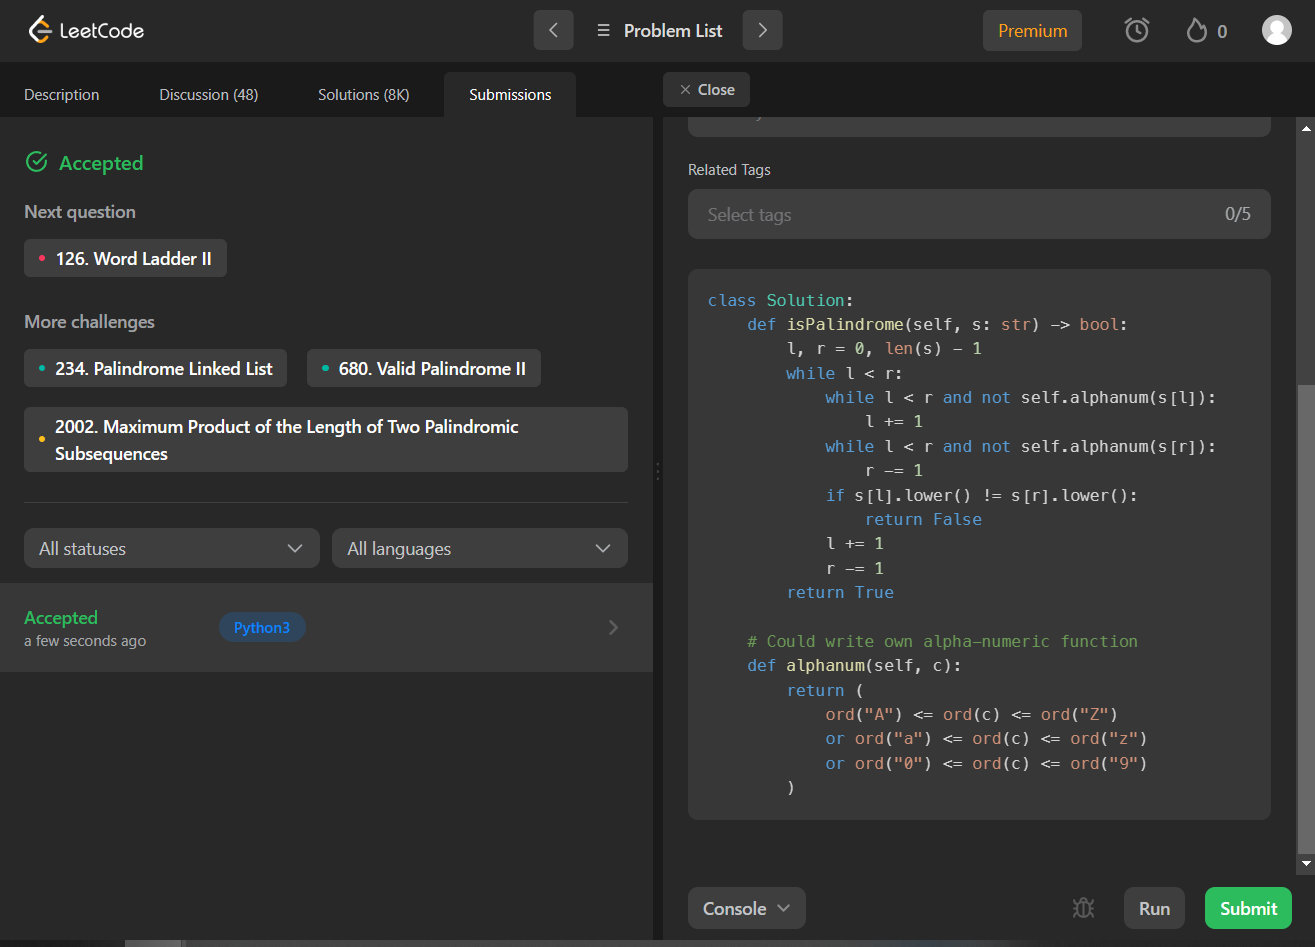 LeetCode
Problem List
Premium
0
Description
Discussion (48)
Solutions (8K)
Submissions
Close
Accepted
Next question
126. Word Ladder II
More challenges
234. Palindrome Linked List
680. Valid Palindrome II
2002. Maximum Product of the Length of Two Palindromic
Subsequences
All statuses
All languages
Accepted
a few seconds ago
Python3
Related Tags
Select tags
0/5
class Solution:
    def isPalindrome(self, s: str) -> bool:
        l, r = 0, len(s) - 1
        while l < r:
            while l < r and not self.alphanum(s[l]):
                l += 1
            while l < r and not self.alphanum(s[r]):
                r -= 1
            if s[l].lower() != s[r].lower():
                return False
            l += 1
            r -= 1
        return True
    # Could write own alpha-numeric function
    def alphanum(self, c):
        return (
            ord("A") <= ord(c) <= ord("Z")
            or ord("a") <= ord(c) <= ord("z")
            or ord("0") <= ord(c) <= ord("9")
        )
Console
Run
Submit